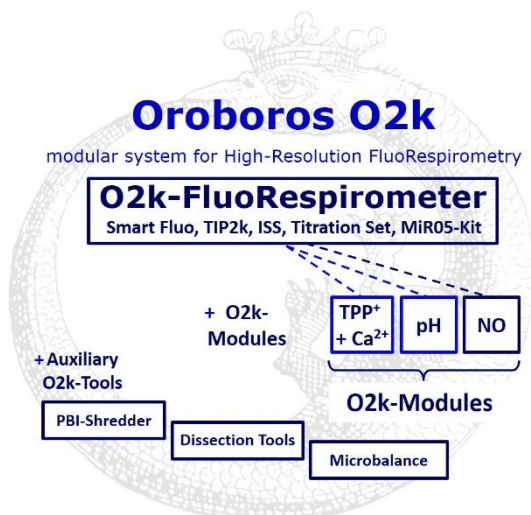 Oroboros O2k
modular system for High-Resolution FluoRespirometry
O2k-FluoRespirometer
Smart Fluo, TIP2k, ISS, Titration Set, MiR05-Kit
+ O2k-
Modules
TPP⁺
+ Ca²⁺
pH
NO
O2k-Modules
+ Auxiliary
O2k-Tools
PBI-Shredder
Dissection Tools
Microbalance